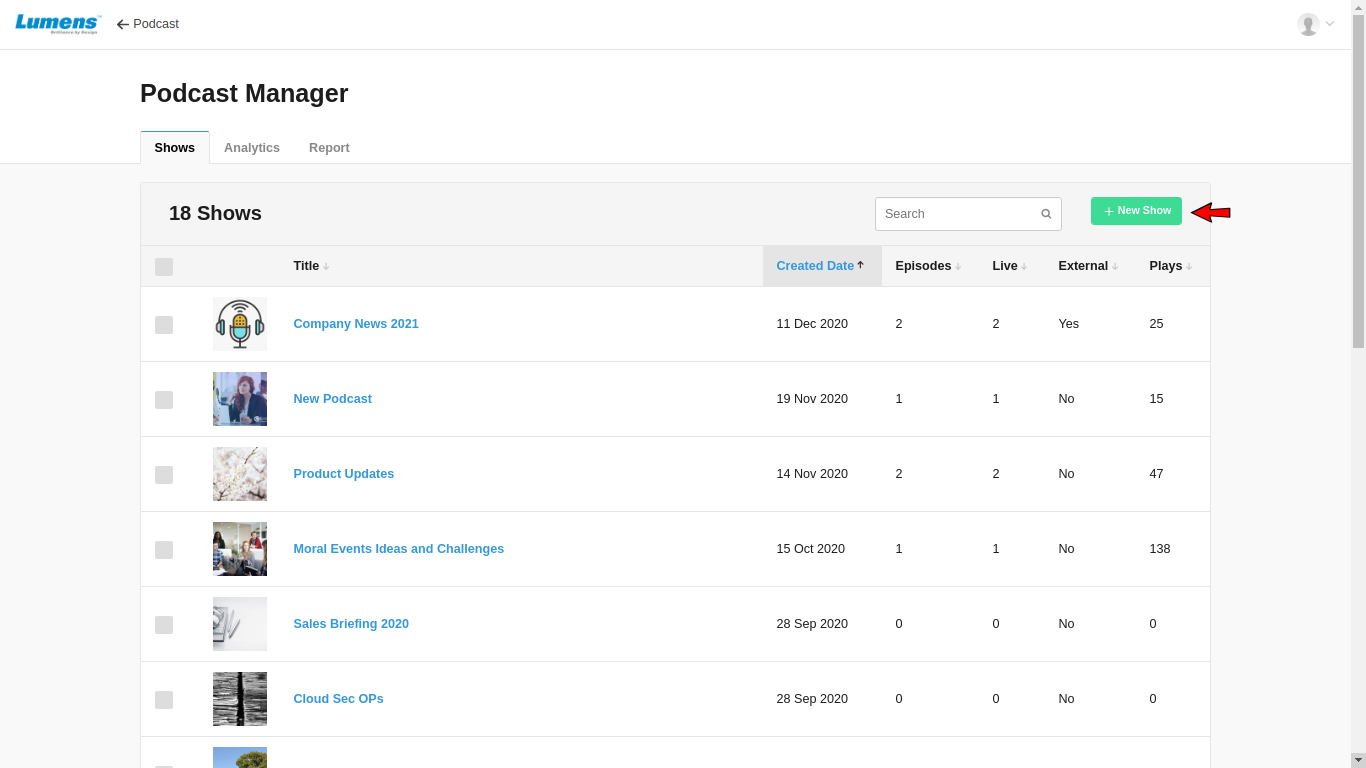 Lumens
Podcast
Podcast Manager
Shows Analytics Report
18 Shows Search New Show
Title Created Date Episodes Live External Plays
Company News 2021 11 Dec 2020 2 2 Yes 25
New Podcast 19 Nov 2020 1 1 No 15
Product Updates 14 Nov 2020 2 2 No 47
Moral Events Ideas and Challenges 15 Oct 2020 1 1 No 138
Sales Briefing 2020 28 Sep 2020 0 0 No 0
Cloud Sec OPs 28 Sep 2020 0 0 No 0